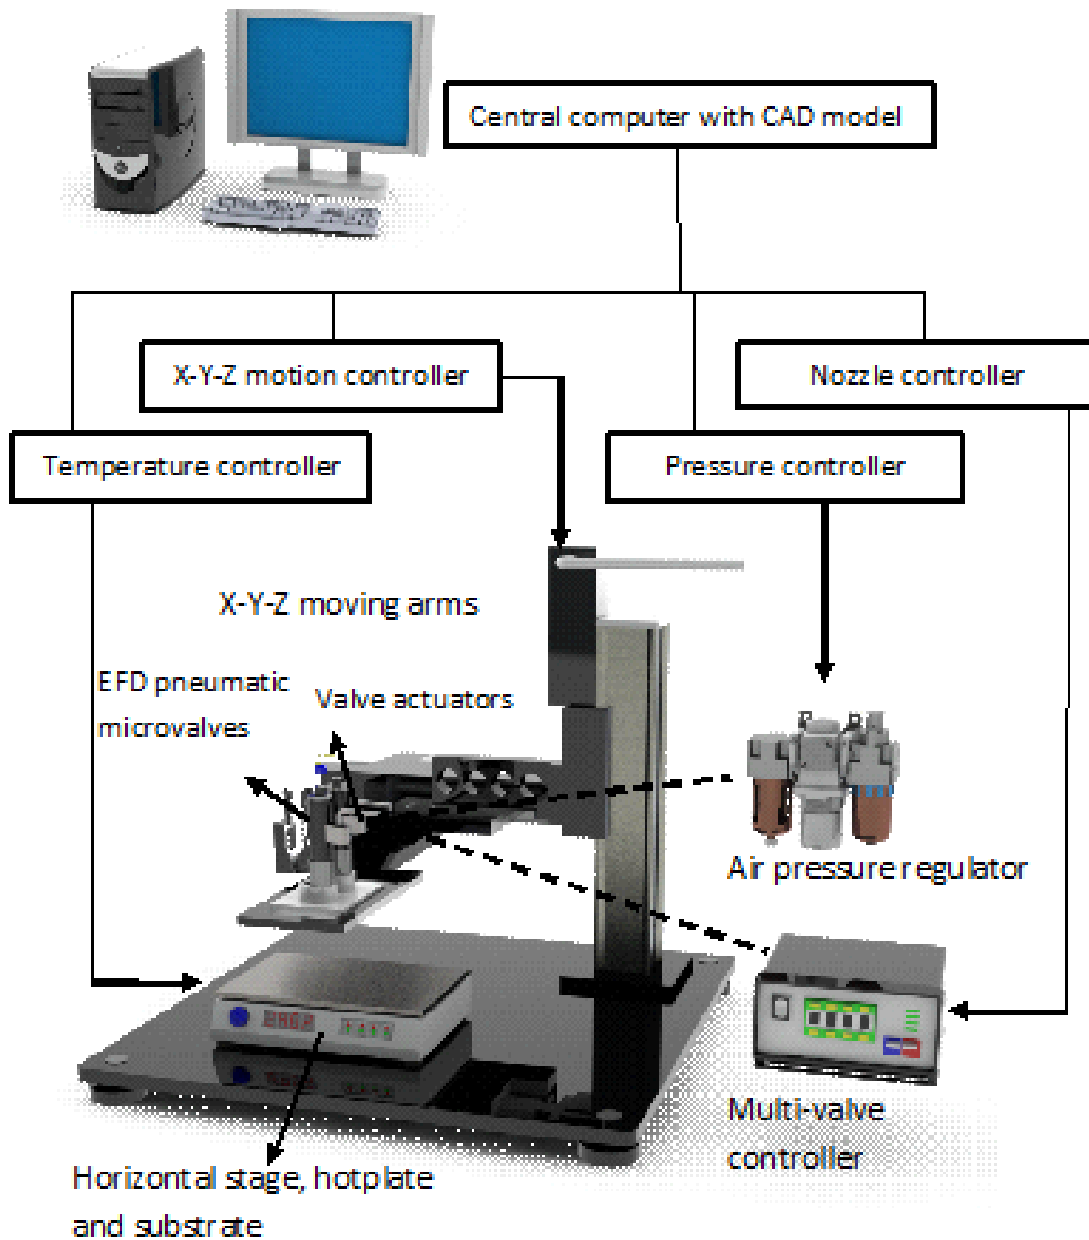 Central computer with CAD model
X-Y-Z motion controller
Nozzle controller
Temperature controller
Pressure controller
X-Y-Z moving arms
EFD pneumatic
microvalves
Valve actuators
Air pressure regulator
Multi-valve
controller
Horizontal stage, hotplate
and substrate